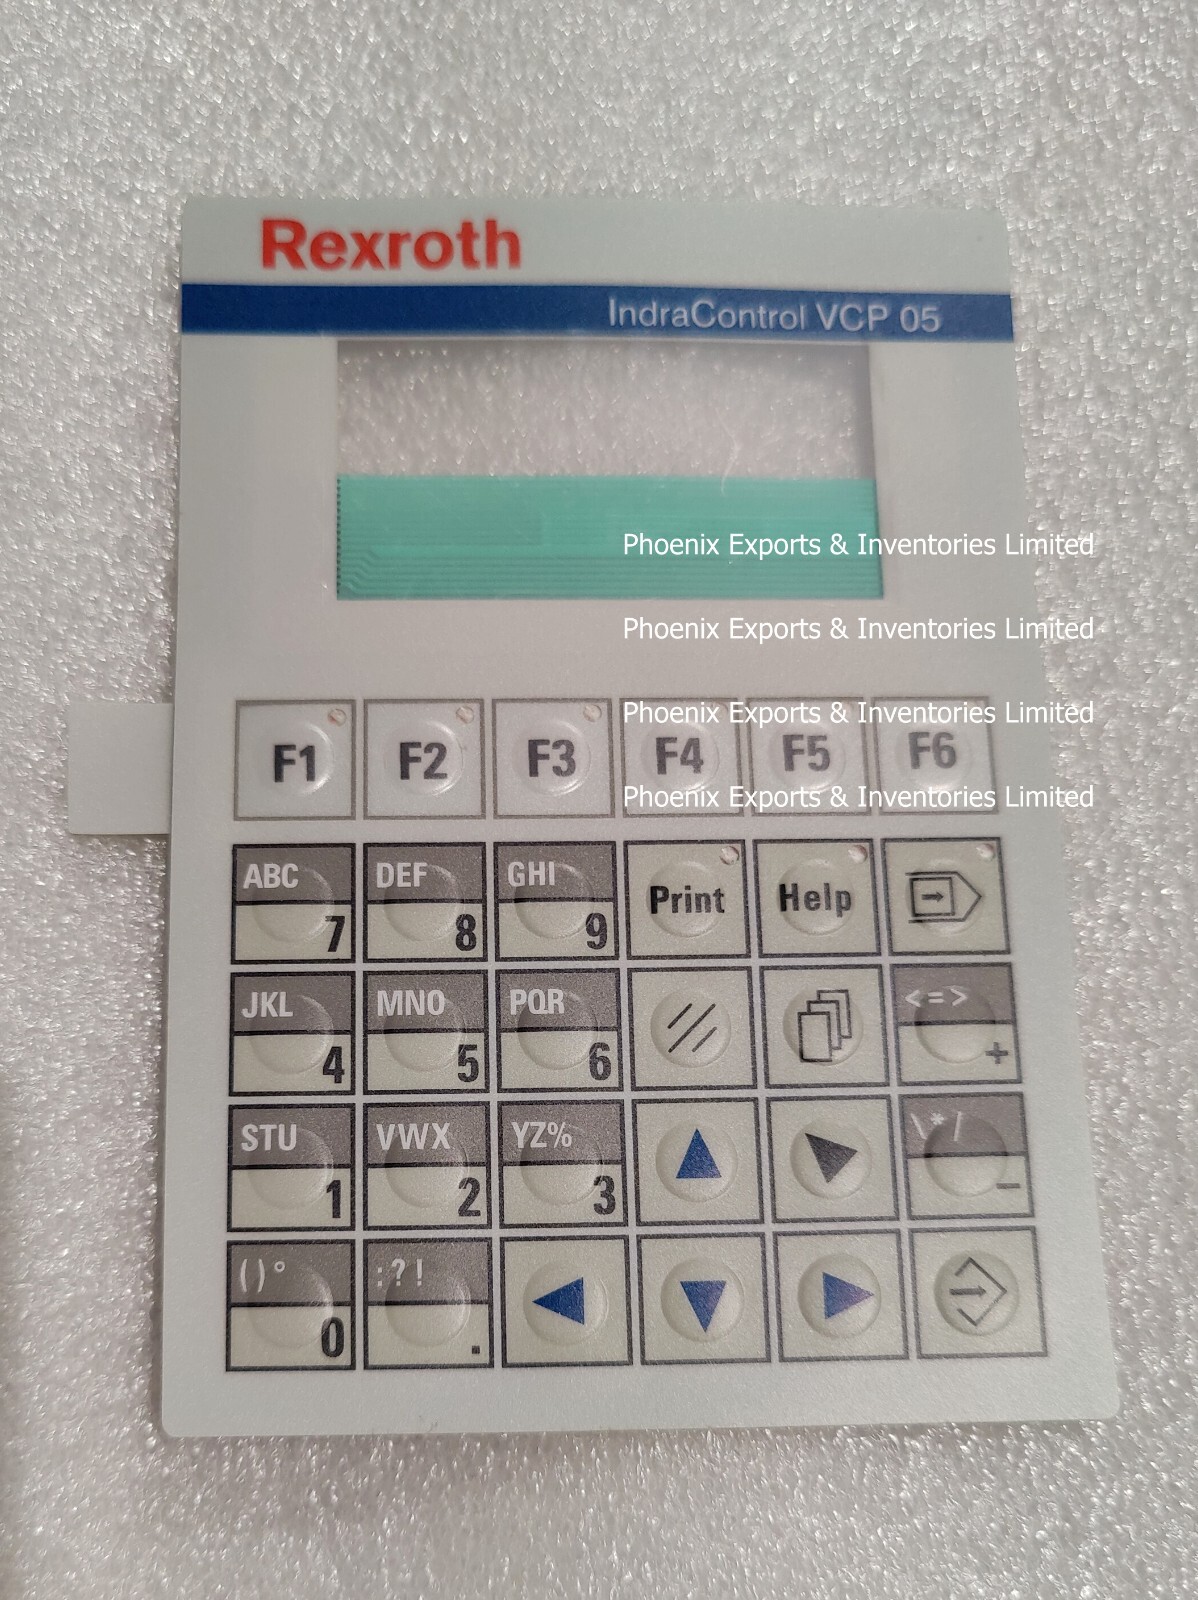 Rexroth
IndraControl VCP 05
Phoenix Exports & Inventories Limited
Phoenix Exports & Inventories Limited
Phoenix Exports & Inventories Limited
F1 F2 F3 F4 F5 F6
Phoenix Exports & Inventories Limited
ABC DEF GHI Print Help
7 8 9
JKL MNO PQR <=>
4 5 6 +
STU VWX YZ% \*/
1 2 3 –
()° :?!
0 .